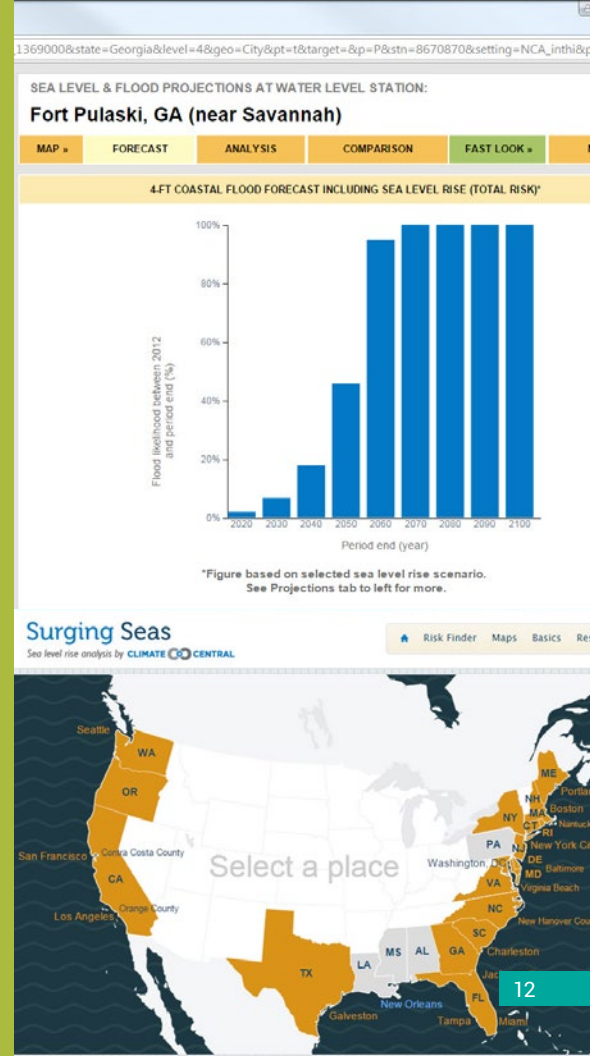 _1369000&state=Georgia&level=4&geo=City&pt=t&target=&p=P&stn=8670870&setting=NCA_inthi&p
SEA LEVEL & FLOOD PROJECTIONS AT WATER LEVEL STATION:
Fort Pulaski, GA (near Savannah)
MAP » FORECAST ANALYSIS COMPARISON FAST LOOK »
4-FT COASTAL FLOOD FORECAST INCLUDING SEA LEVEL RISE (TOTAL RISK)*
100%
80%
60%
40%
20%
0%
Flood likelihood between 2012
and period end (%)
2020 2030 2040 2050 2060 2070 2080 2090 2100
Period end (year)
*Figure based on selected sea level rise scenario.
See Projections tab to left for more.
Surging Seas
Sea level rise analysis by CLIMATE CENTRAL
Risk Finder Maps Basics Res
Select a place
Seattle
WA
OR
San Francisco
Contra Costa County
CA
Los Angeles
Orange County
TX
Galveston
LA
MS
AL
GA
New Orleans
FL
Tampa
Miami
Jac
SC
Charleston
NC
New Hanover Cou
VA
Virginia Beach
Washington, DC
MD
Baltimore
DE
PA
NJ
New York Ci
NY
CT
RI
MA
Nantuck
Boston
NH
ME
Portla
12